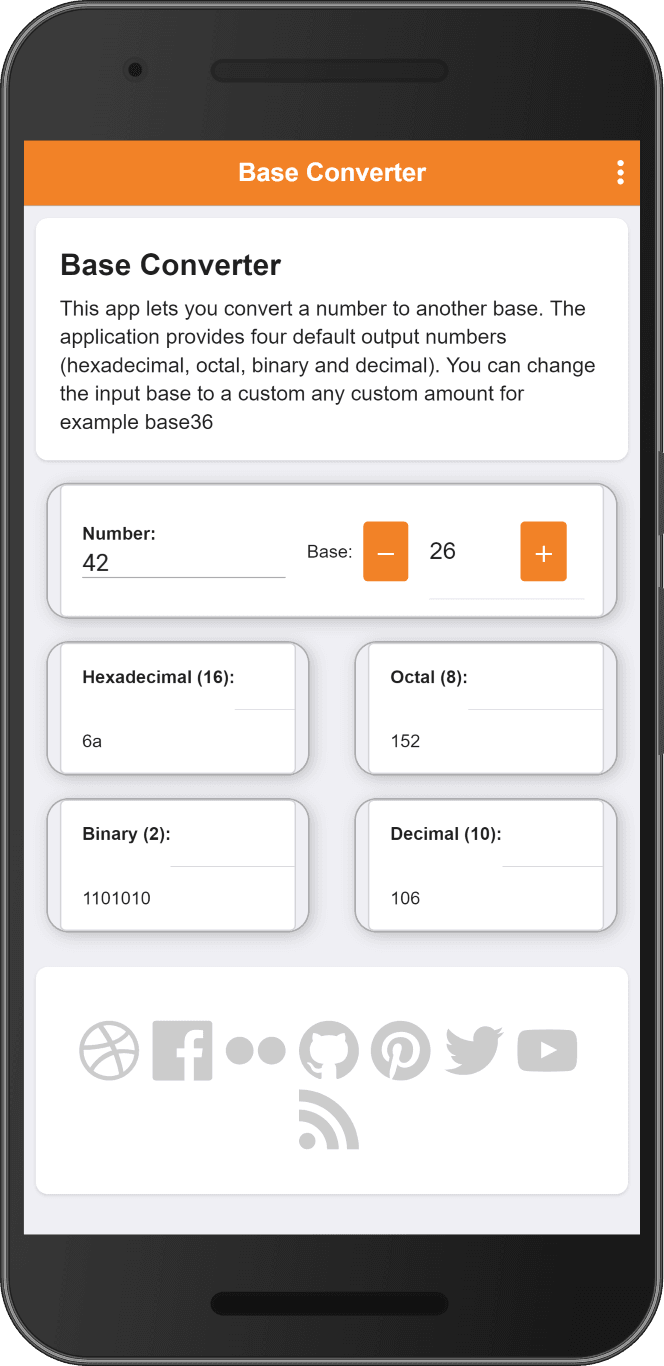 Base Converter
Base Converter
This app lets you convert a number to another base. The
application provides four default output numbers
(hexadecimal, octal, binary and decimal). You can change
the input base to a custom any custom amount for
example base36
Number:
42
Base:
−
26
+
Hexadecimal (16):
6a
Octal (8):
152
Binary (2):
1101010
Decimal (10):
106